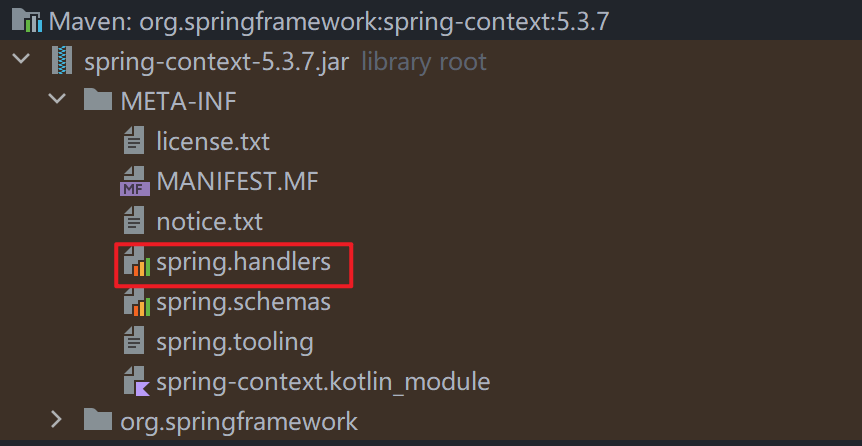 Maven: org.springframework:spring-context:5.3.7
spring-context-5.3.7.jar library root
META-INF
license.txt
MF MANIFEST.MF
notice.txt
spring.handlers
spring.schemas
spring.tooling
spring-context.kotlin_module
org.springframework